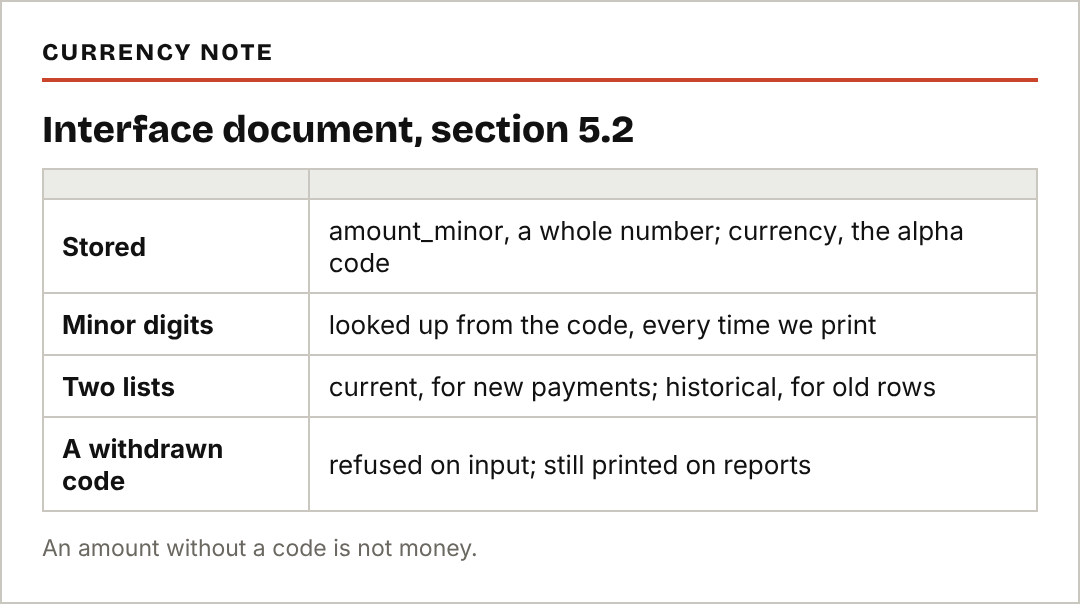 CURRENCY NOTE
Interface document, section 5.2
Stored
amount_minor, a whole number; currency, the alpha
code
Minor digits
looked up from the code, every time we print
Two lists
current, for new payments; historical, for old rows
A withdrawn
code
refused on input; still printed on reports
An amount without a code is not money.